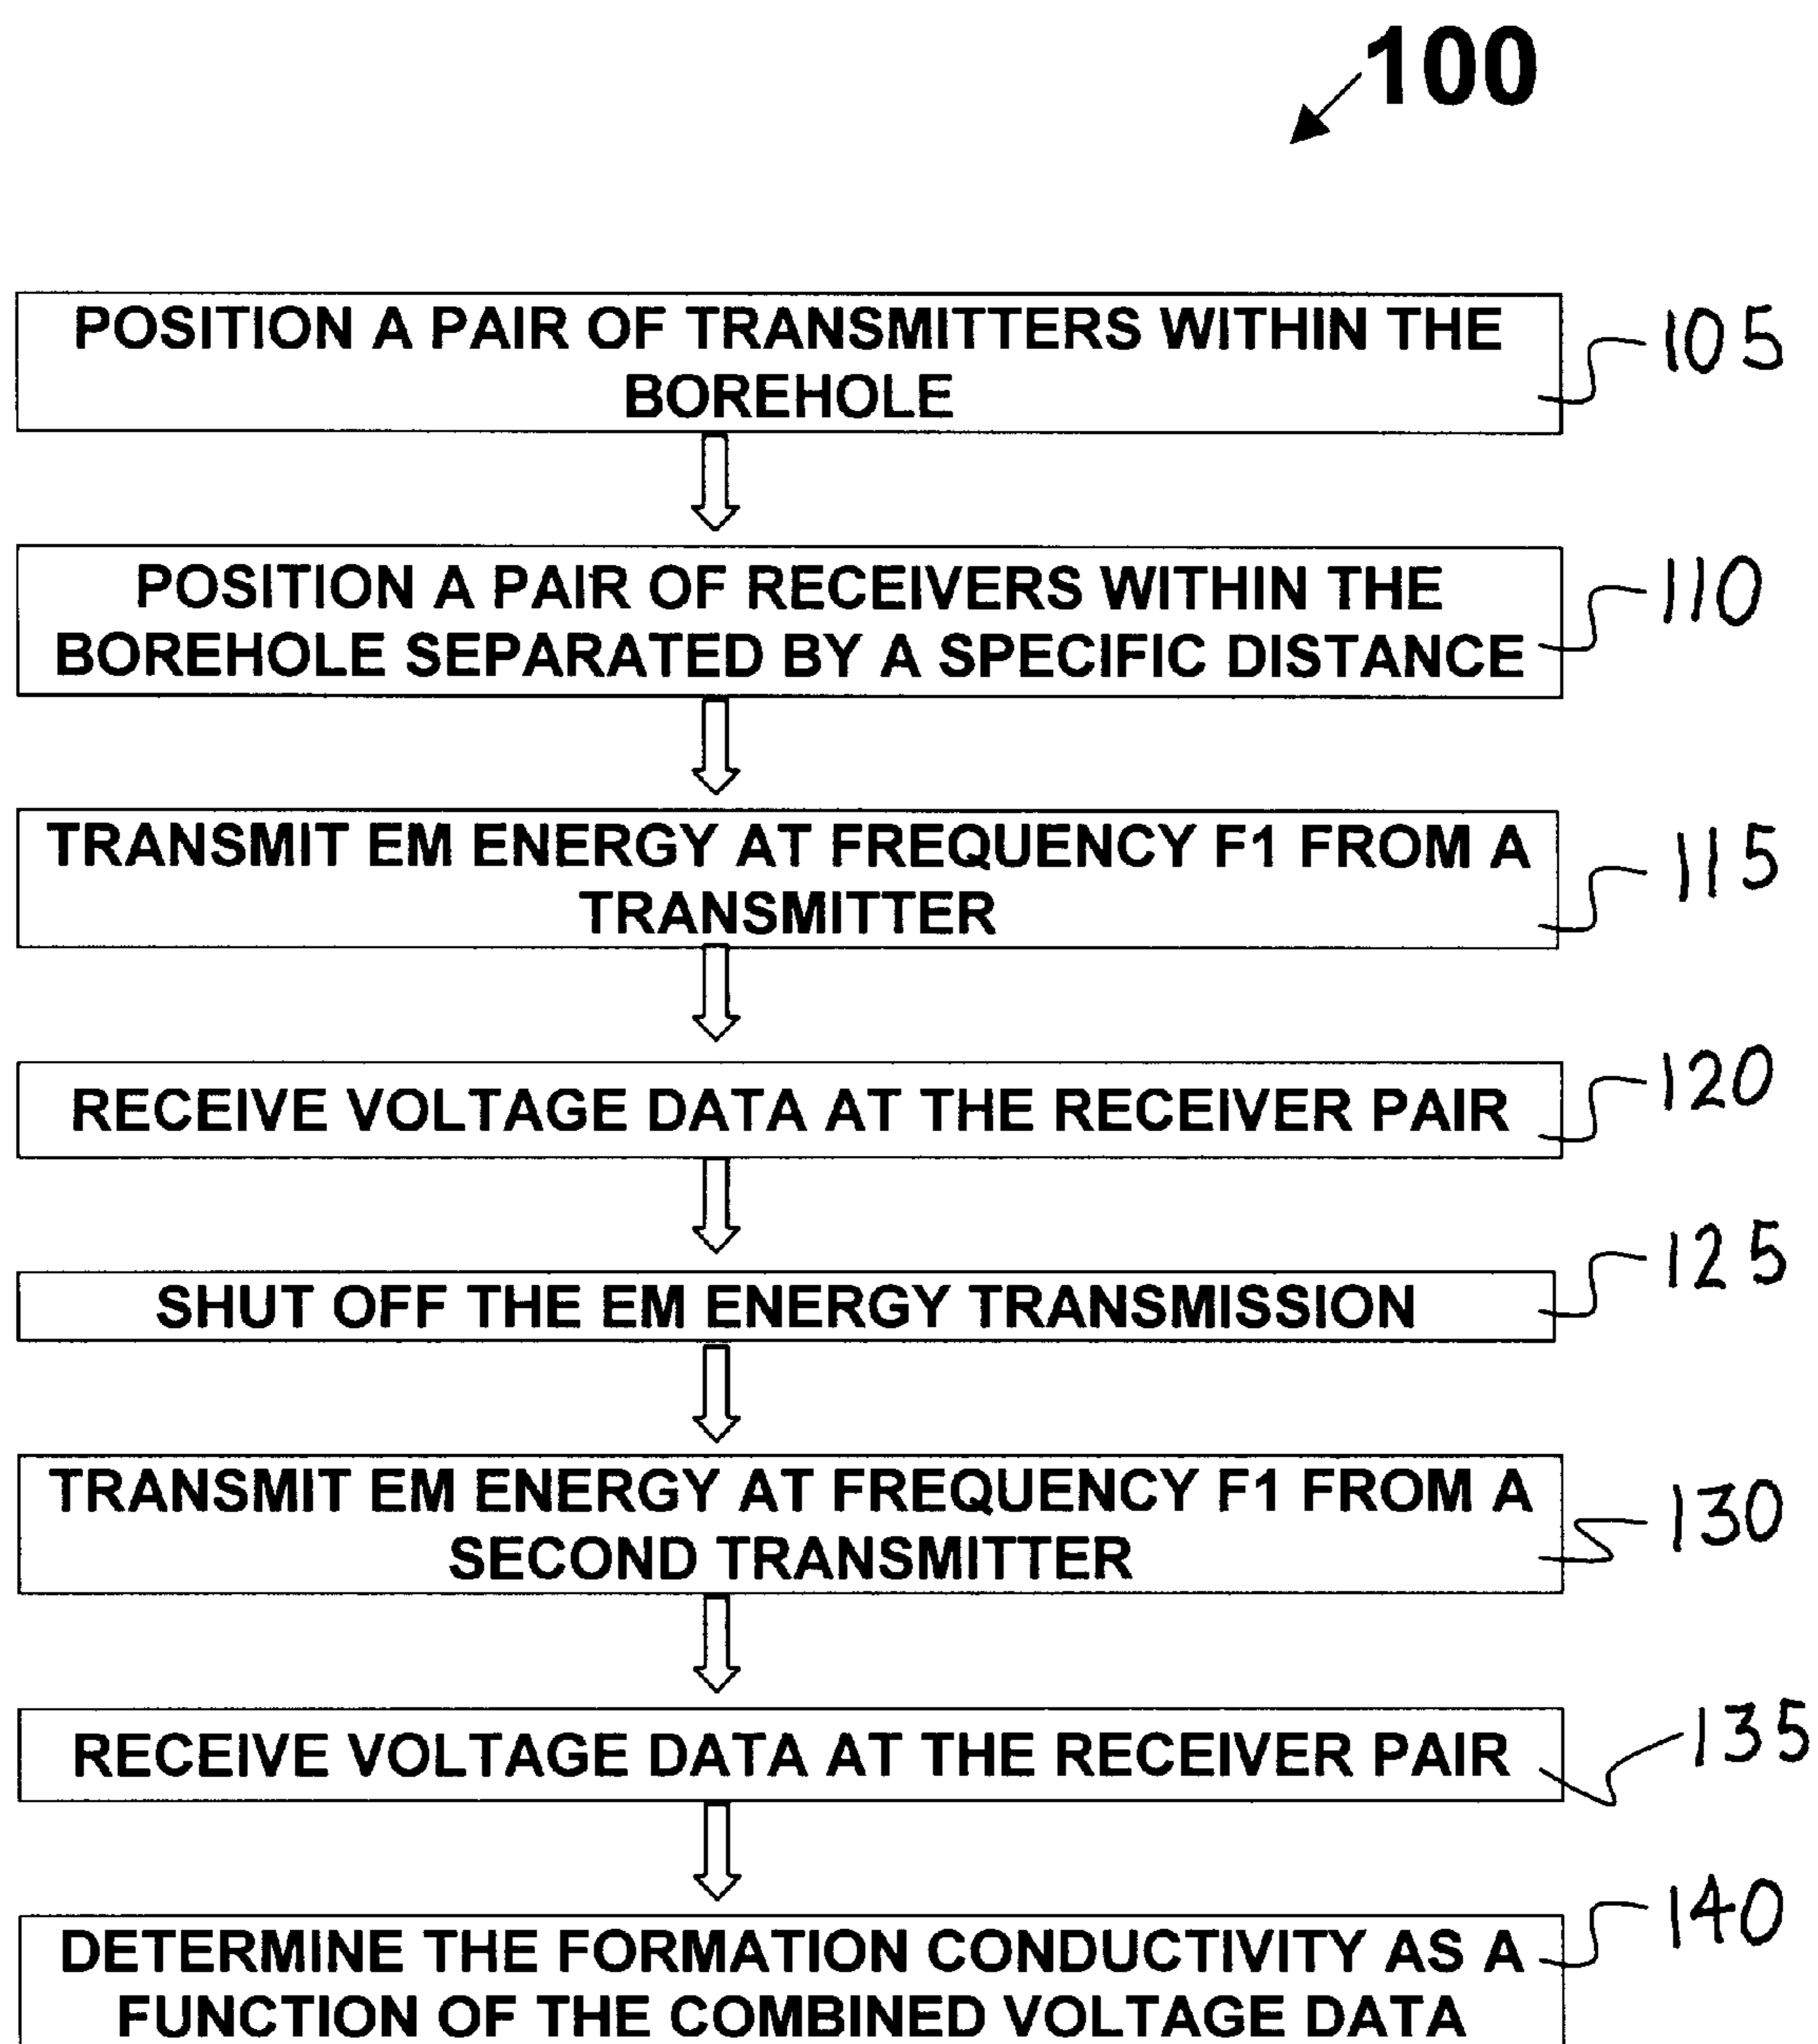 100
POSITION A PAIR OF TRANSMITTERS WITHIN THE
BOREHOLE
105
POSITION A PAIR OF RECEIVERS WITHIN THE
BOREHOLE SEPARATED BY A SPECIFIC DISTANCE
110
TRANSMIT EM ENERGY AT FREQUENCY F1 FROM A
TRANSMITTER
115
RECEIVE VOLTAGE DATA AT THE RECEIVER PAIR
120
SHUT OFF THE EM ENERGY TRANSMISSION
125
TRANSMIT EM ENERGY AT FREQUENCY F1 FROM A
SECOND TRANSMITTER
130
RECEIVE VOLTAGE DATA AT THE RECEIVER PAIR
135
DETERMINE THE FORMATION CONDUCTIVITY AS A
FUNCTION OF THE COMBINED VOLTAGE DATA
140